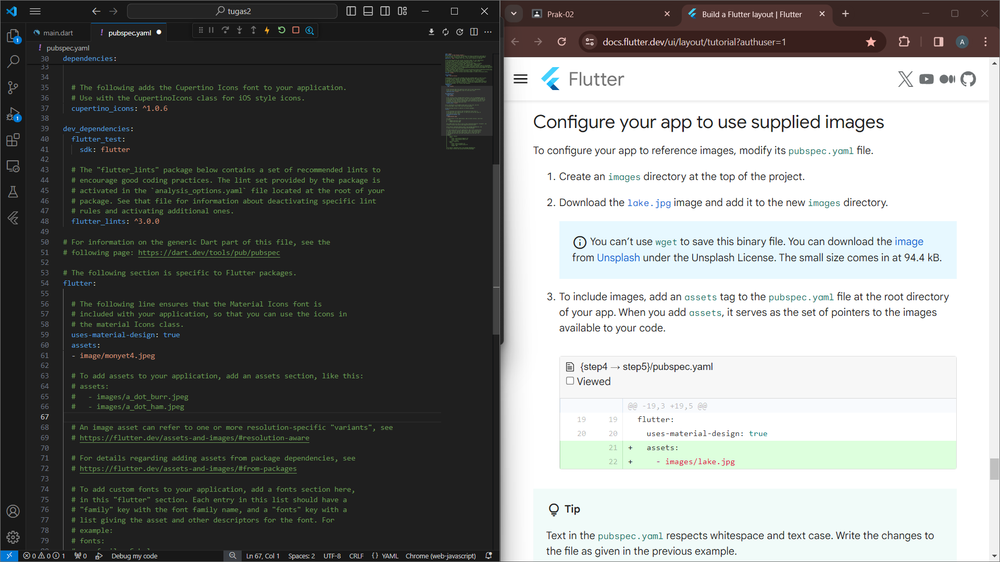 tugas2
main.dart
! pubspec.yaml
! pubspec.yaml
30 dependencies:
33
34
35 # The following adds the Cupertino Icons font to your application.
36 # Use with the CupertinoIcons class for iOS style icons.
37 cupertino_icons: ^1.0.6
38
39 dev_dependencies:
40 flutter_test:
41 sdk: flutter
42
43 # The "flutter_lints" package below contains a set of recommended lints to
44 # encourage good coding practices. The lint set provided by the package is
45 # activated in the `analysis_options.yaml` file located at the root of your
46 # package. See that file for information about deactivating specific lint
47 # rules and activating additional ones.
48 flutter_lints: ^3.0.0
49
50 # For information on the generic Dart part of this file, see the
51 # following page: https://dart.dev/tools/pub/pubspec
52
53 # The following section is specific to Flutter packages.
54 flutter:
55
56 # The following line ensures that the Material Icons font is
57 # included with your application, so that you can use the icons in
58 # the material Icons class.
59 uses-material-design: true
60 assets:
61 - image/monyet4.jpeg
62
63 # To add assets to your application, add an assets section, like this:
64 # assets:
65 #   - images/a_dot_burr.jpeg
66 #   - images/a_dot_ham.jpeg
67
68 # An image asset can refer to one or more resolution-specific "variants", see
69 # https://flutter.dev/assets-and-images/#resolution-aware
70
71 # For details regarding adding assets from package dependencies, see
72 # https://flutter.dev/assets-and-images/#from-packages
73
74 # To add custom fonts to your application, add a fonts section here,
75 # in this "flutter" section. Each entry in this list should have a
76 # "family" key with the font family name, and a "fonts" key with a
77 # list giving the asset and other descriptors for the font. For
78 # example:
79 # fonts:
1
1
0 0 1 0 Debug my code Ln 67, Col 1 Spaces: 2 UTF-8 CRLF {} YAML Chrome (web-javascript)
Prak-02
Build a Flutter layout | Flutter
docs.flutter.dev/ui/layout/tutorial?authuser=1
A
Flutter
Configure your app to use supplied images
To configure your app to reference images, modify its pubspec.yaml file.
1. Create an images directory at the top of the project.
2. Download the lake.jpg image and add it to the new images directory.
You can’t use wget to save this binary file. You can download the image
from Unsplash under the Unsplash License. The small size comes in at 94.4 kB.
3. To include images, add an assets tag to the pubspec.yaml file at the root directory
of your app. When you add assets, it serves as the set of pointers to the images
available to your code.
{step4 → step5}/pubspec.yaml
Viewed
@@ -19,3 +19,5 @@
19 19 flutter:
20 20 uses-material-design: true
21 + assets:
22 + - images/lake.jpg
Tip
Text in the pubspec.yaml respects whitespace and text case. Write the changes to
the file as given in the previous example.